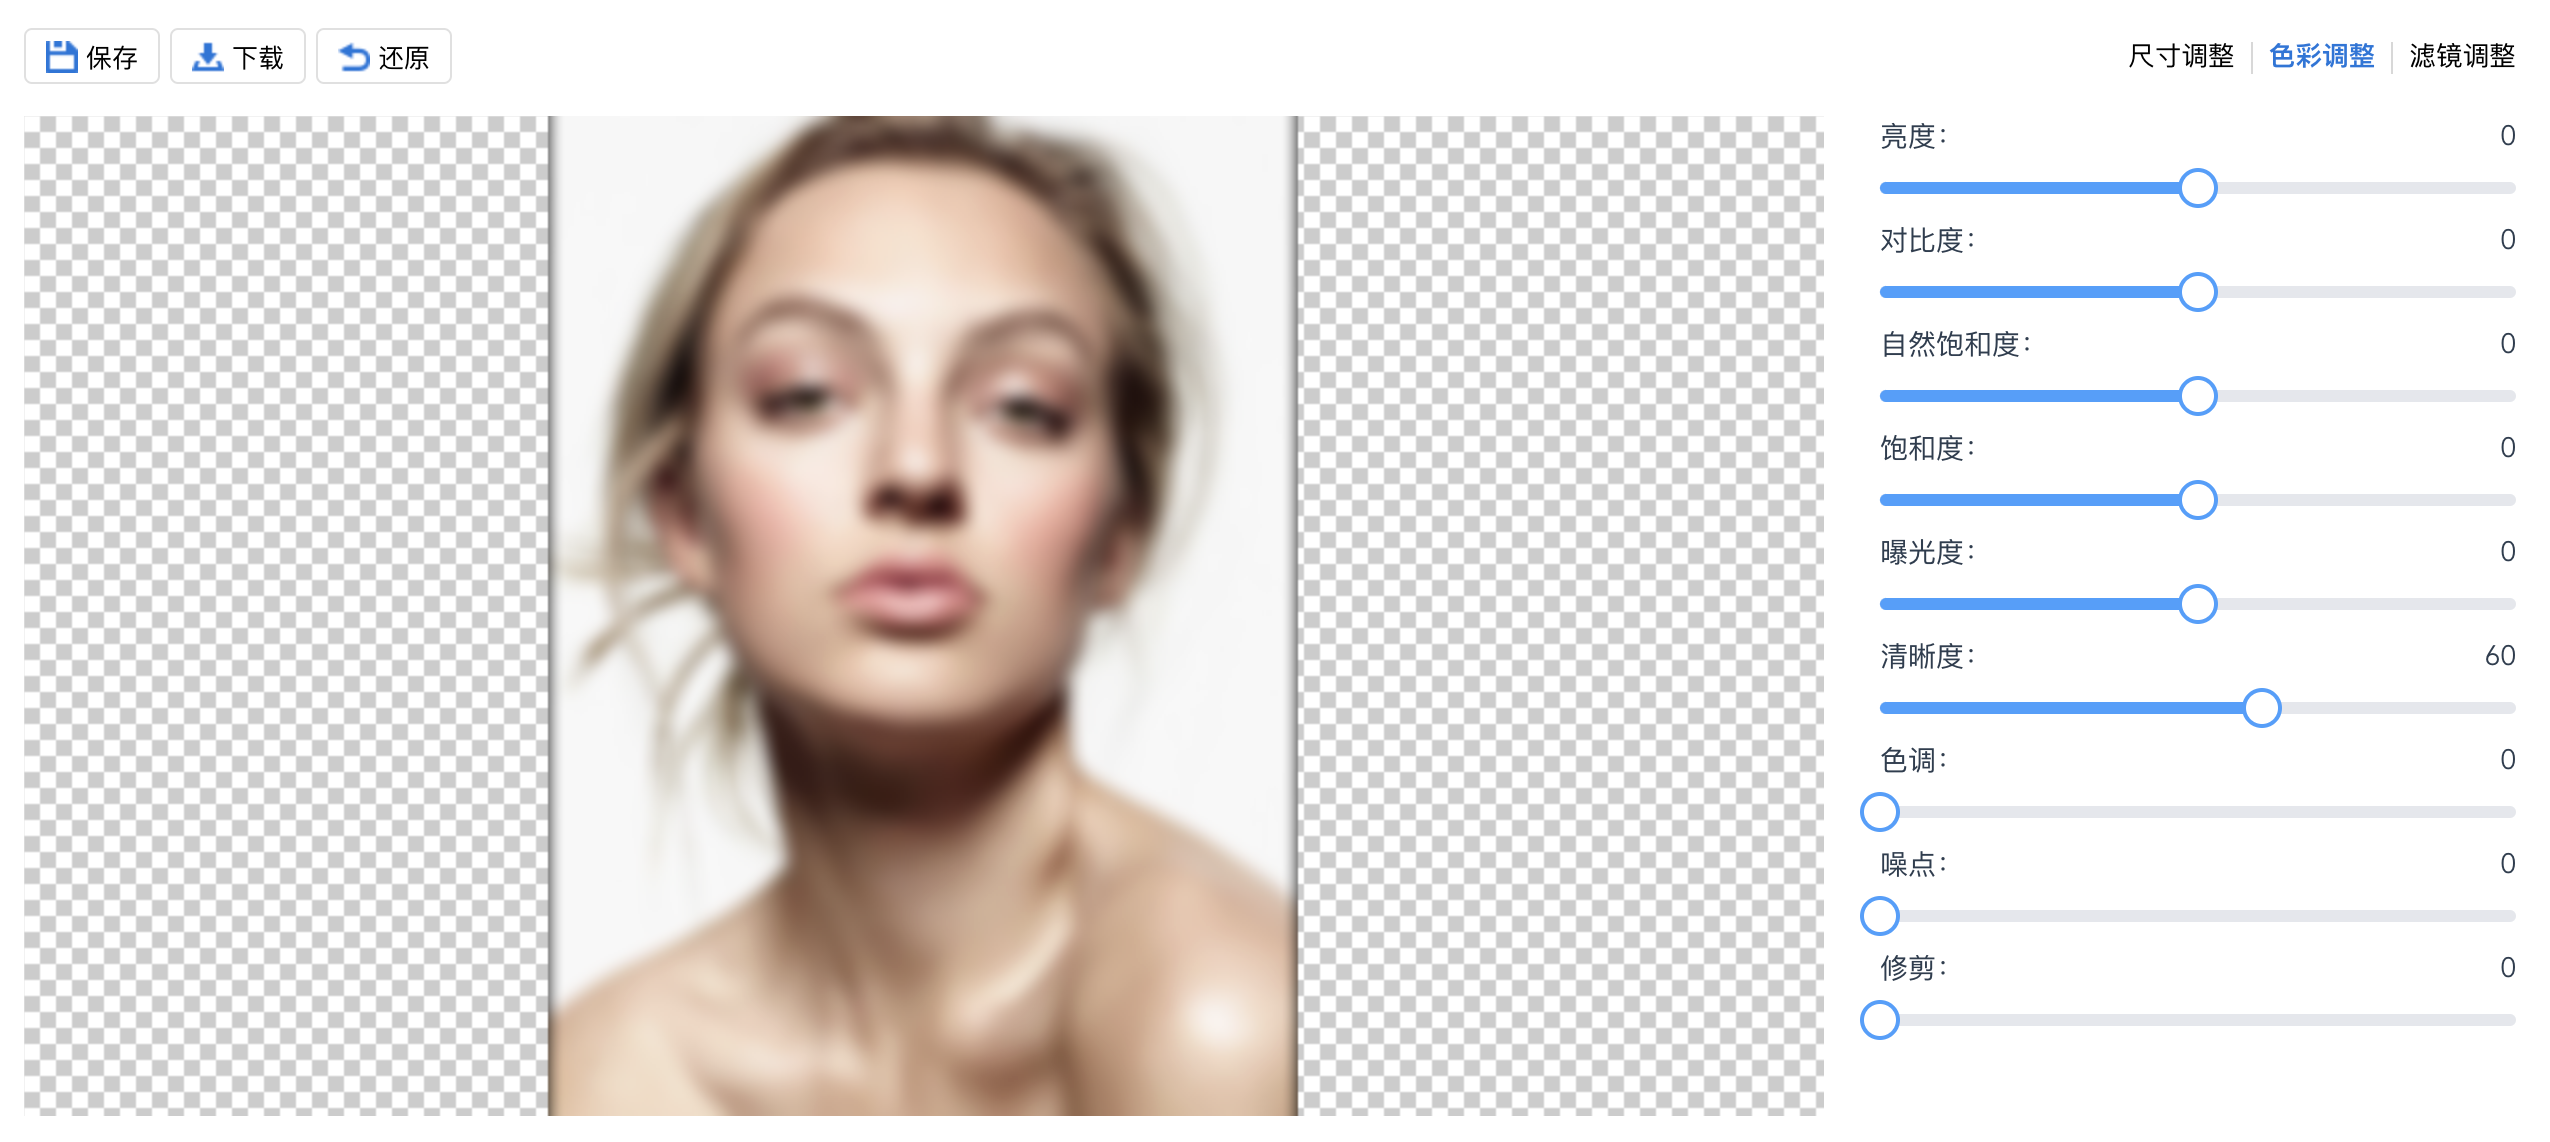 保存 下载 还原
尺寸调整 色彩调整 滤镜调整
亮度： 0
对比度： 0
自然饱和度： 0
饱和度： 0
曝光度： 0
清晰度： 60
色调： 0
噪点： 0
修剪： 0